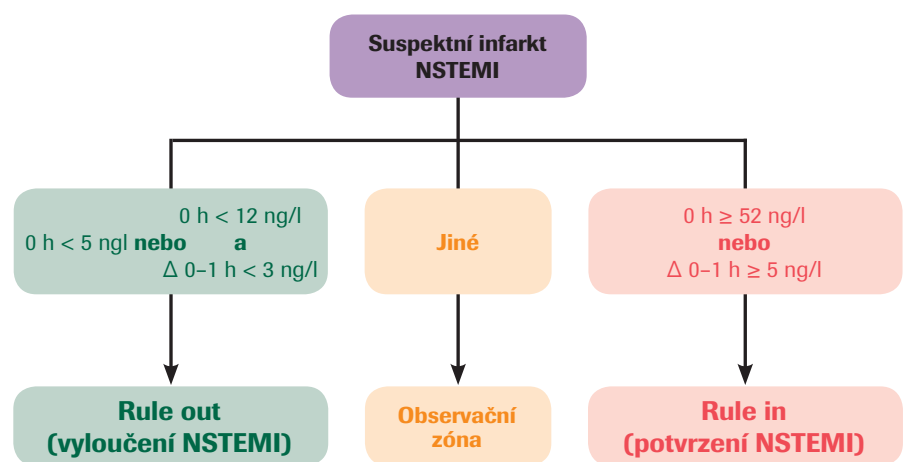 Suspektní infarkt
NSTEMI
0 h < 12 ng/l
0 h < 5 ngl nebo a
Δ 0–1 h < 3 ng/l
Jiné
0 h ≥ 52 ng/l
nebo
Δ 0–1 h ≥ 5 ng/l
Rule out
(vyloučení NSTEMI)
Observační
zóna
Rule in
(potvrzení NSTEMI)